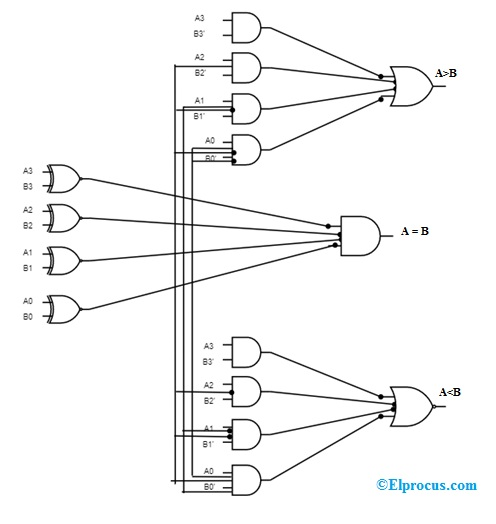 A3
B3'
A2
B2'
A1
B1'
A0
B0'
A>B
A3
B3
A2
B2
A1
B1
A0
B0
A = B
A3
B3'
A2
B2'
A1
B1'
A0
B0'
A<B
©Elprocus.com